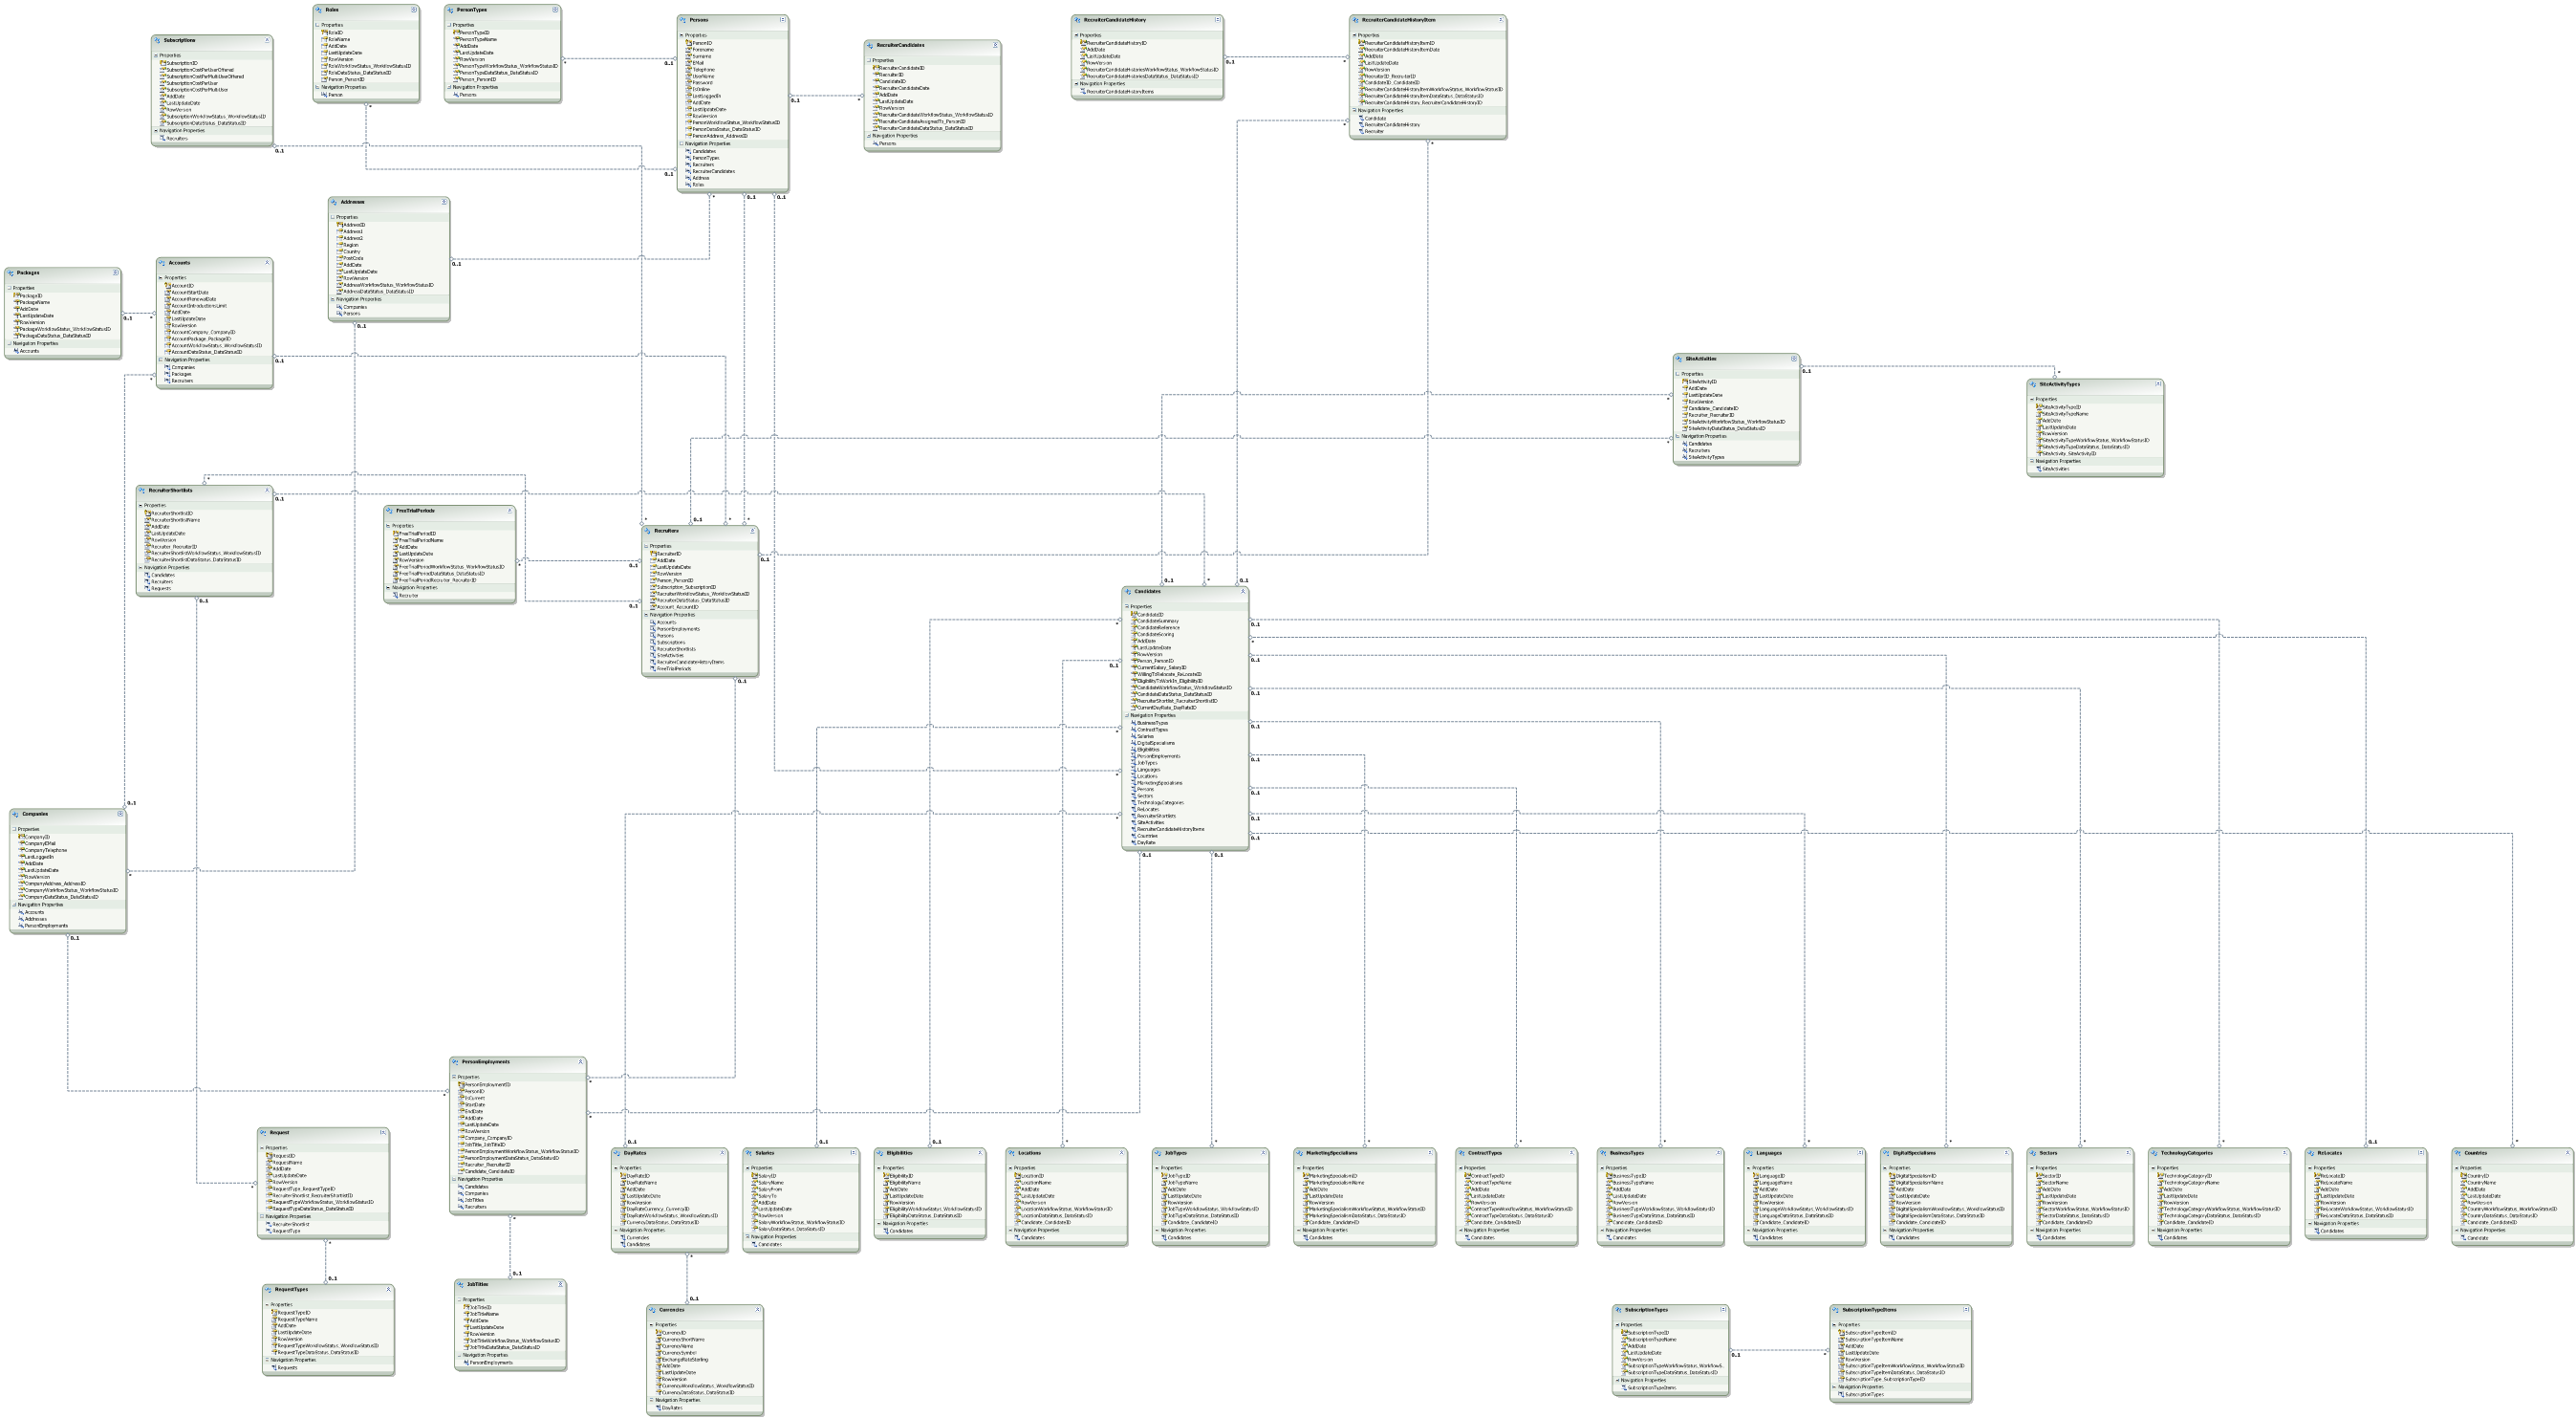 Subscriptions
Properties
SubscriptionID
SubscriptionCostPerUserOffered
SubscriptionCostPerMultiUserOffered
SubscriptionCostPerUser
SubscriptionCostPerMultiUser
AddDate
LastUpdateDate
RowVersion
SubscriptionWorkflowStatus_WorkflowStatusID
SubscriptionDataStatus_DataStatusID
Navigation Properties
Recruiters
Roles
Properties
RoleID
RoleName
AddDate
LastUpdateDate
RowVersion
RoleWorkflowStatus_WorkflowStatusID
RoleDataStatus_DataStatusID
Person_PersonID
Navigation Properties
Person
PersonTypes
Properties
PersonTypeID
PersonTypeName
AddDate
LastUpdateDate
RowVersion
PersonTypeWorkflowStatus_WorkflowStatusID
PersonTypeDataStatus_DataStatusID
Person_PersonID
Navigation Properties
Persons
Persons
Properties
PersonID
Forename
Surname
EMail
Telephone
UserName
Password
IsOnline
LastLoggedIn
AddDate
LastUpdateDate
RowVersion
PersonWorkflowStatus_WorkflowStatusID
PersonDataStatus_DataStatusID
PersonAddress_AddressID
Navigation Properties
Candidates
PersonTypes
Recruiters
RecruiterCandidates
Address
Roles
RecruiterCandidates
Properties
RecruiterCandidateID
RecruiterID
CandidateID
RecruiterCandidateDate
AddDate
LastUpdateDate
RowVersion
RecruiterCandidateWorkflowStatus_WorkflowStatusID
RecruiterCandidateAssignedTo_PersonID
RecruiterCandidateDataStatus_DataStatusID
Navigation Properties
Persons
RecruiterCandidateHistory
Properties
RecruiterCandidateHistoryID
AddDate
LastUpdateDate
RowVersion
RecruiterCandidateHistoriesWorkflowStatus_WorkflowStatusID
RecruiterCandidateHistoriesDataStatus_DataStatusID
Navigation Properties
RecruiterCandidateHistoryItems
RecruiterCandidateHistoryItem
Properties
RecruiterCandidateHistoryItemID
RecruiterCandidateHistoryItemDate
AddDate
LastUpdateDate
RowVersion
RecruiterID_RecruiterID
CandidateID_CandidateID
RecruiterCandidateHistoryItemWorkflowStatus_WorkflowStatusID
RecruiterCandidateHistoryItemDataStatus_DataStatusID
RecruiterCandidateHistory_RecruiterCandidateHistoryID
Navigation Properties
Candidate
RecruiterCandidateHistory
Recruiter
Addresses
Properties
AddressID
Address1
Address2
Region
Country
PostCode
AddDate
LastUpdateDate
RowVersion
AddressWorkflowStatus_WorkflowStatusID
AddressDataStatus_DataStatusID
Navigation Properties
Companies
Persons
Packages
Properties
PackageID
PackageName
AddDate
LastUpdateDate
RowVersion
PackageWorkflowStatus_WorkflowStatusID
PackageDataStatus_DataStatusID
Navigation Properties
Accounts
Accounts
Properties
AccountID
AccountStartDate
AccountRenewalDate
AccountIntroductionsLimit
AddDate
LastUpdateDate
RowVersion
AccountCompany_CompanyID
AccountPackage_PackageID
AccountWorkflowStatus_WorkflowStatusID
AccountDataStatus_DataStatusID
Navigation Properties
Companies
Packages
Recruiters
SiteActivities
Properties
SiteActivityID
AddDate
LastUpdateDate
RowVersion
Candidate_CandidateID
Recruiter_RecruiterID
SiteActivityWorkflowStatus_WorkflowStatusID
SiteActivityDataStatus_DataStatusID
Navigation Properties
Candidates
Recruiters
SiteActivityTypes
SiteActivityTypes
Properties
SiteActivityTypeID
SiteActivityTypeName
AddDate
LastUpdateDate
RowVersion
SiteActivityTypeWorkflowStatus_WorkflowStatusID
SiteActivityTypeDataStatus_DataStatusID
SiteActivity_SiteActivityID
Navigation Properties
SiteActivities
RecruiterShortlists
Properties
RecruiterShortlistID
RecruiterShortlistName
AddDate
LastUpdateDate
RowVersion
Recruiter_RecruiterID
RecruiterShortlistWorkflowStatus_WorkflowStatusID
RecruiterShortlistDataStatus_DataStatusID
Navigation Properties
Candidates
Recruiters
Requests
FreeTrialPeriods
Properties
FreeTrialPeriodID
FreeTrialPeriodName
AddDate
LastUpdateDate
RowVersion
FreeTrialPeriodWorkflowStatus_WorkflowStatusID
FreeTrialPeriodDataStatus_DataStatusID
FreeTrialPeriodRecruiter_RecruiterID
Navigation Properties
Recruiter
Recruiters
Properties
RecruiterID
AddDate
LastUpdateDate
RowVersion
Person_PersonID
Subscription_SubscriptionID
RecruiterWorkflowStatus_WorkflowStatusID
RecruiterDataStatus_DataStatusID
Account_AccountID
Navigation Properties
Accounts
PersonEmployments
Persons
Subscriptions
RecruiterShortlists
SiteActivities
RecruiterCandidateHistoryItems
FreeTrialPeriods
Candidates
Properties
CandidateID
CandidateSummary
CandidateReference
CandidateScoring
AddDate
LastUpdateDate
RowVersion
Person_PersonID
CurrentSalary_SalaryID
WillingToRelocate_ReLocateID
EligibilityToWorkIn_EligibilityID
CandidateWorkflowStatus_WorkflowStatusID
CandidateDataStatus_DataStatusID
RecruiterShortlist_RecruiterShortlistID
CurrentDayRate_DayRateID
Navigation Properties
BusinessTypes
ContractTypes
Salaries
DigitalSpecialisms
Eligibilities
PersonEmployments
JobTypes
Languages
Locations
MarketingSpecialisms
Persons
Sectors
TechnologyCategories
ReLocates
RecruiterShortlists
SiteActivities
RecruiterCandidateHistoryItems
Countries
DayRate
Companies
Properties
CompanyID
CompanyEMail
CompanyTelephone
LastLoggedIn
AddDate
LastUpdateDate
RowVersion
CompanyAddress_AddressID
CompanyWorkflowStatus_WorkflowStatusID
CompanyDataStatus_DataStatusID
Navigation Properties
Accounts
Addresses
PersonEmployments
PersonEmployments
Properties
PersonEmploymentID
PersonID
IsCurrent
StartDate
EndDate
AddDate
LastUpdateDate
RowVersion
Company_CompanyID
JobTitle_JobTitleID
PersonEmploymentWorkflowStatus_WorkflowStatusID
PersonEmploymentDataStatus_DataStatusID
Recruiter_RecruiterID
Candidate_CandidateID
Navigation Properties
Candidates
Companies
JobTitles
Recruiters
Request
Properties
RequestID
RequestName
AddDate
LastUpdateDate
RowVersion
RequestType_RequestTypeID
RecruiterShortlist_RecruiterShortlistID
RequestTypeWorkflowStatus_WorkflowStatusID
RequestTypeDataStatus_DataStatusID
Navigation Properties
RecruiterShortlist
RequestType
DayRates
Properties
DayRateID
DayRateName
AddDate
LastUpdateDate
RowVersion
DayRateCurrency_CurrencyID
DayRateWorkflowStatus_WorkflowStatusID
CurrencyDataStatus_DataStatusID
Navigation Properties
Currencies
Candidates
Salaries
Properties
SalaryID
SalaryName
SalaryFrom
SalaryTo
AddDate
LastUpdateDate
RowVersion
SalaryWorkflowStatus_WorkflowStatusID
SalaryDataStatus_DataStatusID
Navigation Properties
Candidates
Eligibilities
Properties
EligibilityID
EligibilityName
AddDate
LastUpdateDate
RowVersion
EligibilityWorkflowStatus_WorkflowStatusID
EligibilityDataStatus_DataStatusID
Navigation Properties
Candidates
Locations
Properties
LocationID
LocationName
AddDate
LastUpdateDate
RowVersion
LocationWorkflowStatus_WorkflowStatusID
LocationDataStatus_DataStatusID
Candidate_CandidateID
Navigation Properties
Candidates
JobTypes
Properties
JobTypeID
JobTypeName
AddDate
LastUpdateDate
RowVersion
JobTypeWorkflowStatus_WorkflowStatusID
JobTypeDataStatus_DataStatusID
Candidate_CandidateID
Navigation Properties
Candidates
MarketingSpecialisms
Properties
MarketingSpecialismID
MarketingSpecialismName
AddDate
LastUpdateDate
RowVersion
MarketingSpecialismWorkflowStatus_WorkflowStatusID
MarketingSpecialismDataStatus_DataStatusID
Candidate_CandidateID
Navigation Properties
Candidates
ContractTypes
Properties
ContractTypeID
ContractTypeName
AddDate
LastUpdateDate
RowVersion
ContractTypeWorkflowStatus_WorkflowStatusID
ContractTypeDataStatus_DataStatusID
Candidate_CandidateID
Navigation Properties
Candidates
BusinessTypes
Properties
BusinessTypeID
BusinessTypeName
AddDate
LastUpdateDate
RowVersion
BusinessTypeWorkflowStatus_WorkflowStatusID
BusinessTypeDataStatus_DataStatusID
Candidate_CandidateID
Navigation Properties
Candidates
Languages
Properties
LanguageID
LanguageName
AddDate
LastUpdateDate
RowVersion
LanguageWorkflowStatus_WorkflowStatusID
LanguageDataStatus_DataStatusID
Candidate_CandidateID
Navigation Properties
Candidates
DigitalSpecialisms
Properties
DigitalSpecialismID
DigitalSpecialismName
AddDate
LastUpdateDate
RowVersion
DigitalSpecialismWorkflowStatus_WorkflowStatusID
DigitalSpecialismDataStatus_DataStatusID
Candidate_CandidateID
Navigation Properties
Candidates
Sectors
Properties
SectorID
SectorName
AddDate
LastUpdateDate
RowVersion
SectorWorkflowStatus_WorkflowStatusID
SectorDataStatus_DataStatusID
Candidate_CandidateID
Navigation Properties
Candidates
TechnologyCategories
Properties
TechnologyCategoryID
TechnologyCategoryName
AddDate
LastUpdateDate
RowVersion
TechnologyCategoryWorkflowStatus_WorkflowStatusID
TechnologyCategoryDataStatus_DataStatusID
Candidate_CandidateID
Navigation Properties
Candidates
ReLocates
Properties
ReLocateID
ReLocateName
AddDate
LastUpdateDate
RowVersion
ReLocateWorkflowStatus_WorkflowStatusID
ReLocateDataStatus_DataStatusID
Navigation Properties
Candidates
Countries
Properties
CountryID
CountryName
AddDate
LastUpdateDate
RowVersion
CountryWorkflowStatus_WorkflowStatusID
CountryDataStatus_DataStatusID
Candidate_CandidateID
Navigation Properties
Candidate
RequestTypes
Properties
RequestTypeID
RequestTypeName
AddDate
LastUpdateDate
RowVersion
RequestTypeWorkflowStatus_WorkflowStatusID
RequestTypeDataStatus_DataStatusID
Navigation Properties
Requests
JobTitles
Properties
JobTitleID
JobTitleName
AddDate
LastUpdateDate
RowVersion
JobTitleWorkflowStatus_WorkflowStatusID
JobTitleDataStatus_DataStatusID
Navigation Properties
PersonEmployments
Currencies
Properties
CurrencyID
CurrencyShortName
CurrencyName
CurrencySymbol
ExchangeRateSterling
AddDate
LastUpdateDate
RowVersion
CurrencyWorkflowStatus_WorkflowStatusID
CurrencyDataStatus_DataStatusID
Navigation Properties
DayRates
SubscriptionTypes
Properties
SubscriptionTypeID
SubscriptionTypeName
AddDate
LastUpdateDate
RowVersion
SubscriptionTypeWorkflowStatus_WorkflowS...
SubscriptionTypeDataStatus_DataStatusID
Navigation Properties
SubscriptionTypeItems
SubscriptionTypeItems
Properties
SubscriptionTypeItemID
SubscriptionTypeItemName
AddDate
LastUpdateDate
RowVersion
SubscriptionTypeItemWorkflowStatus_WorkflowStatusID
SubscriptionTypeItemDataStatus_DataStatusID
SubscriptionType_SubscriptionTypeID
Navigation Properties
SubscriptionTypes